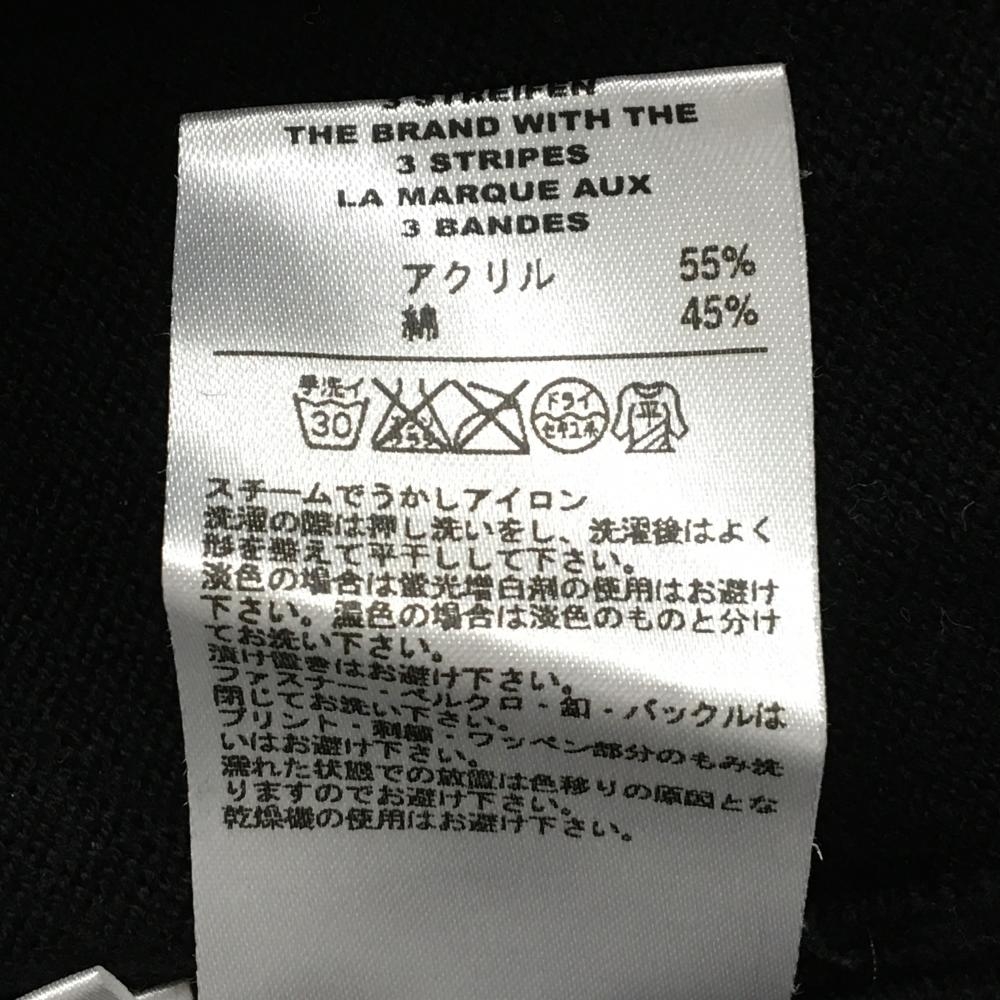 3 STREIFEN
THE BRAND WITH THE
3 STRIPES
LA MARQUE AUX
3 BANDES
アクリル 55%
綿 45%
手洗イ
30
エンソ
サラシ
ドライ
セキユ系
平
スチームでうかしアイロン
洗濯の際は押し洗いをし、洗濯後はよく
形を整えて平干しして下さい。
淡色の場合は蛍光増白剤の使用はお避け
下さい。濃色の場合は淡色のものと分け
てお洗い下さい。
漬け置きはお避け下さい。
ファスナー・ベルクロ・釦・バックルは
閉じてお洗い下さい。
プリント・刺繍・ワッペン部分のもみ洗
いはお避け下さい。
濡れた状態での放置は色移りの原因とな
りますのでお避け下さい。
乾燥機の使用はお避け下さい。